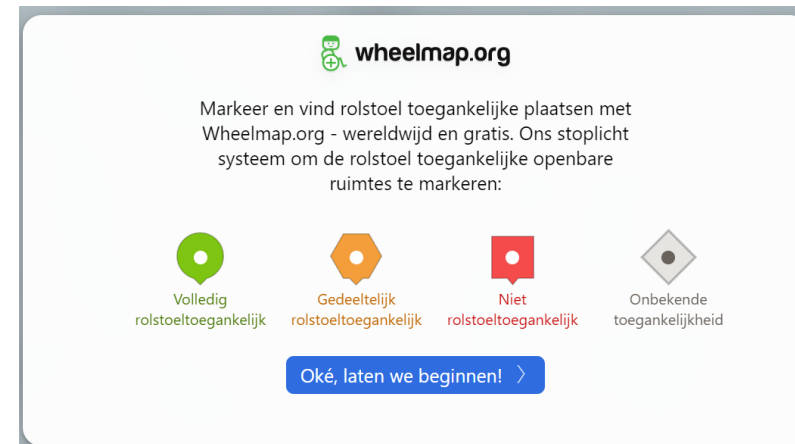 wheelmap.org
Markeer en vind rolstoel toegankelijke plaatsen met
Wheelmap.org - wereldwijd en gratis. Ons stoplicht
systeem om de rolstoel toegankelijke openbare
ruimtes te markeren:
Volledig
rolstoeltoegankelijk
Gedeeltelijk
rolstoeltoegankelijk
Niet
rolstoeltoegankelijk
Onbekende
toegankelijkheid
Oké, laten we beginnen!